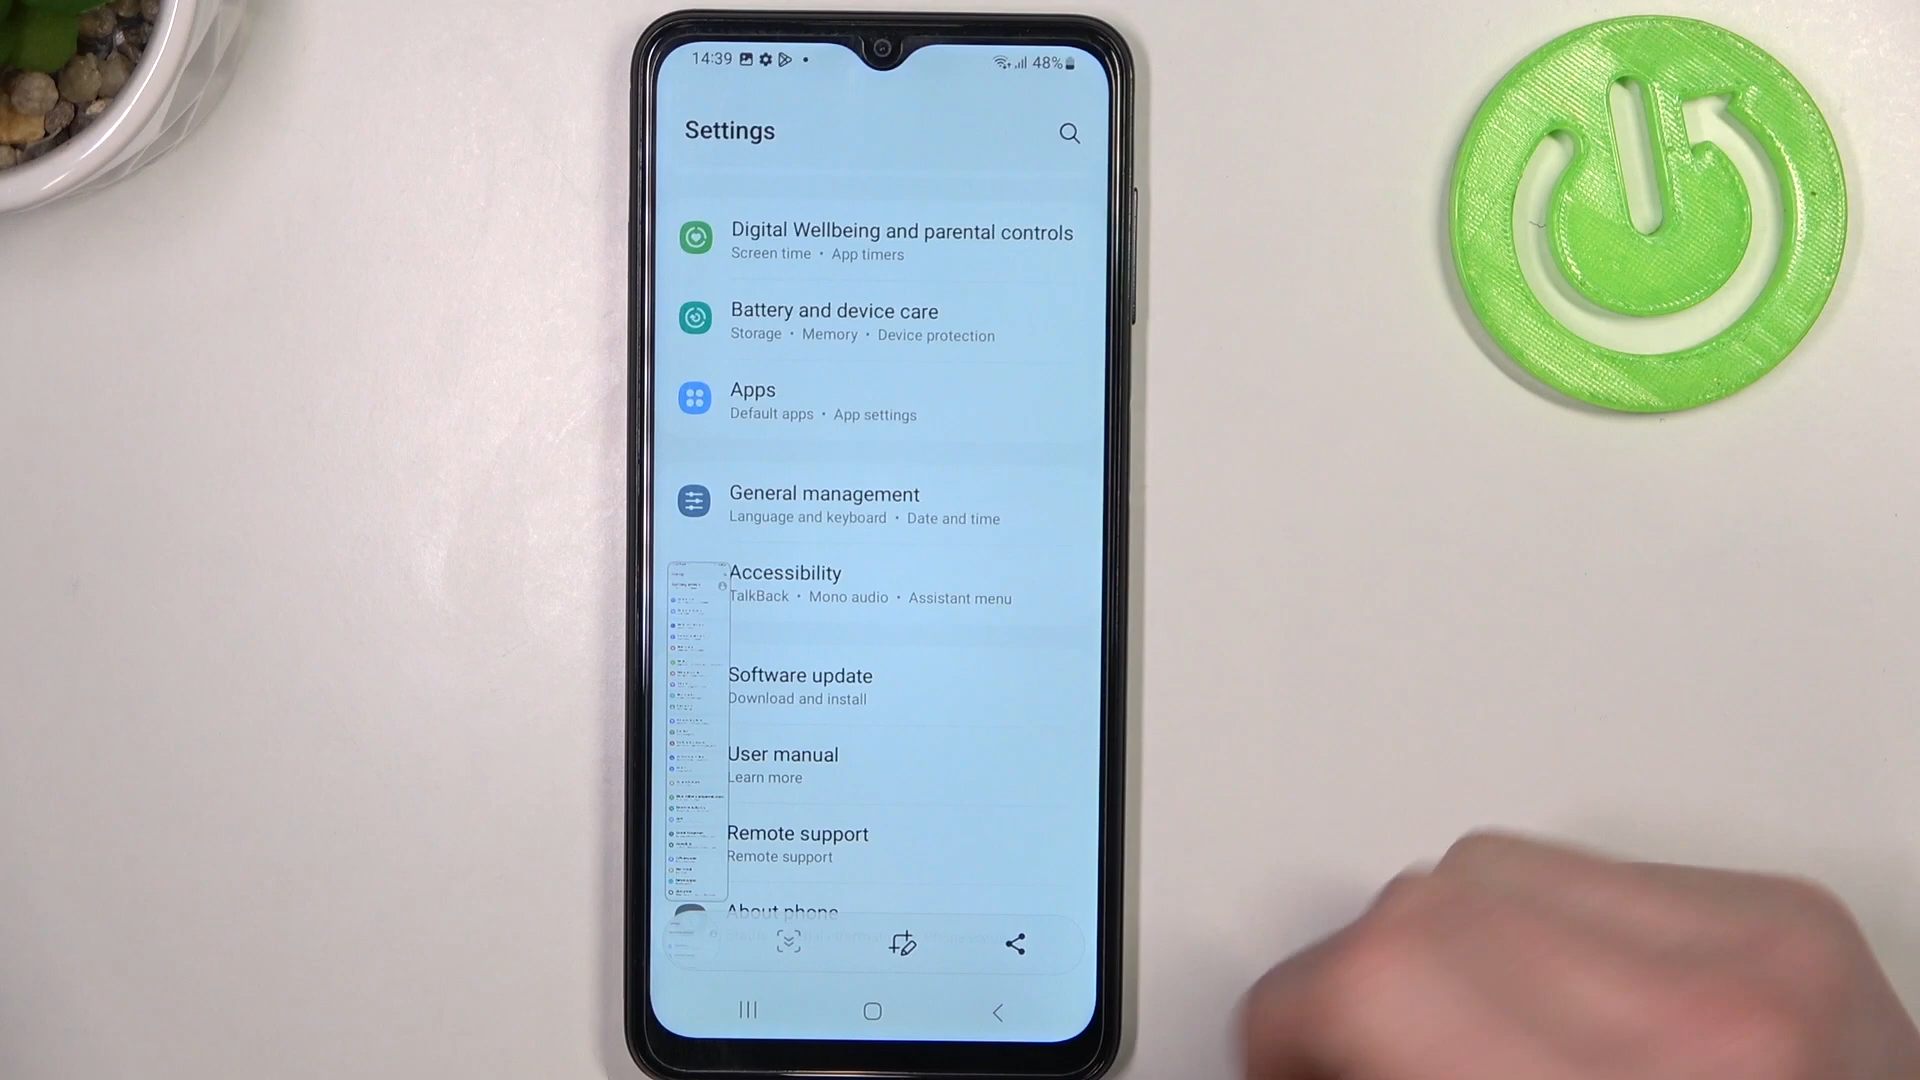 14:39
48%
Settings
Digital Wellbeing and parental controls
Screen time • App timers
Battery and device care
Storage • Memory • Device protection
Apps
Default apps • App settings
General management
Language and keyboard • Date and time
Accessibility
TalkBack • Mono audio • Assistant menu
Software update
Download and install
User manual
Learn more
Remote support
Remote support
About phone